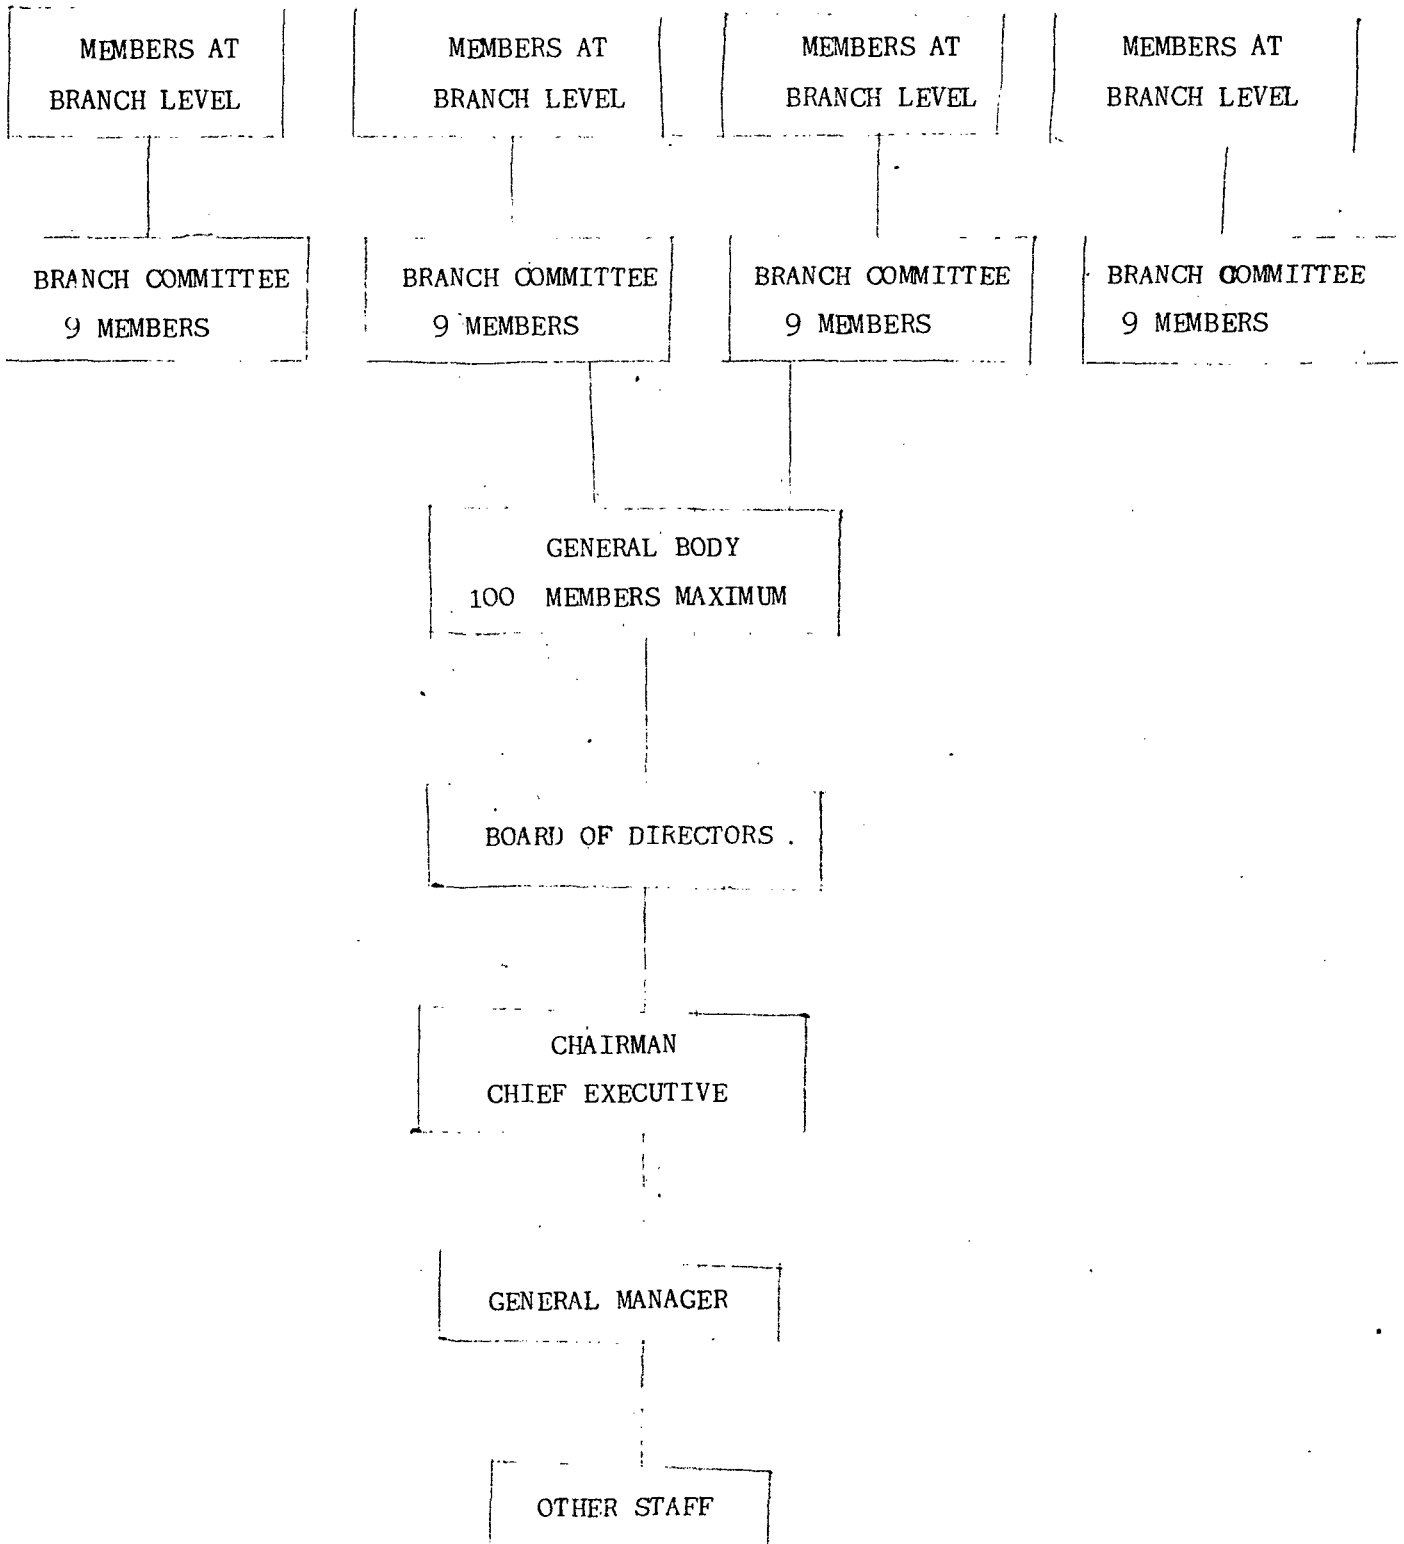 MEMBERS AT
BRANCH LEVEL
MEMBERS AT
BRANCH LEVEL
MEMBERS AT
BRANCH LEVEL
MEMBERS AT
BRANCH LEVEL
BRANCH COMMITTEE
9 MEMBERS
BRANCH COMMITTEE
9 MEMBERS
BRANCH COMMITTEE
9 MEMBERS
BRANCH COMMITTEE
9 MEMBERS
GENERAL BODY
100 MEMBERS MAXIMUM
BOARD OF DIRECTORS .
CHAIRMAN
CHIEF EXECUTIVE
GENERAL MANAGER
OTHER STAFF